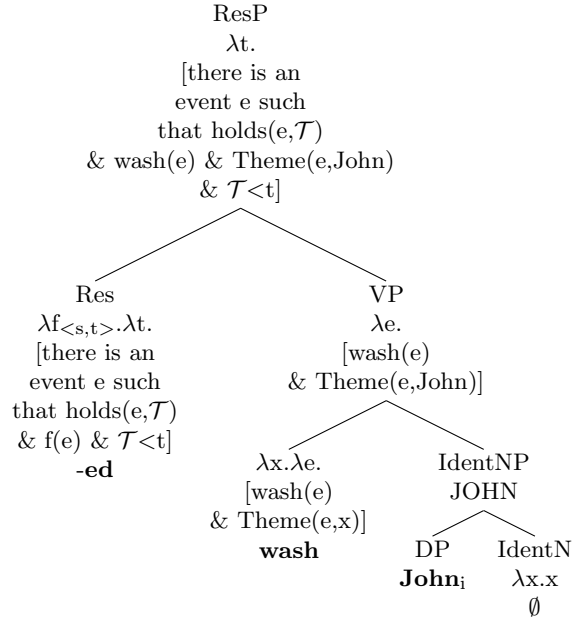 ResP
λt.
[there is an
event e such
that holds(e,𝒯)
& wash(e) & Theme(e,John)
& 𝒯<t]
Res
λf<s,t>.λt.
[there is an
event e such
that holds(e,𝒯)
& f(e) & 𝒯<t]
-ed
VP
λe.
[wash(e)
& Theme(e,John)]
λx.λe.
[wash(e)
& Theme(e,x)]
wash
IdentNP
JOHN
DP
Johni
IdentN
λx.x
∅